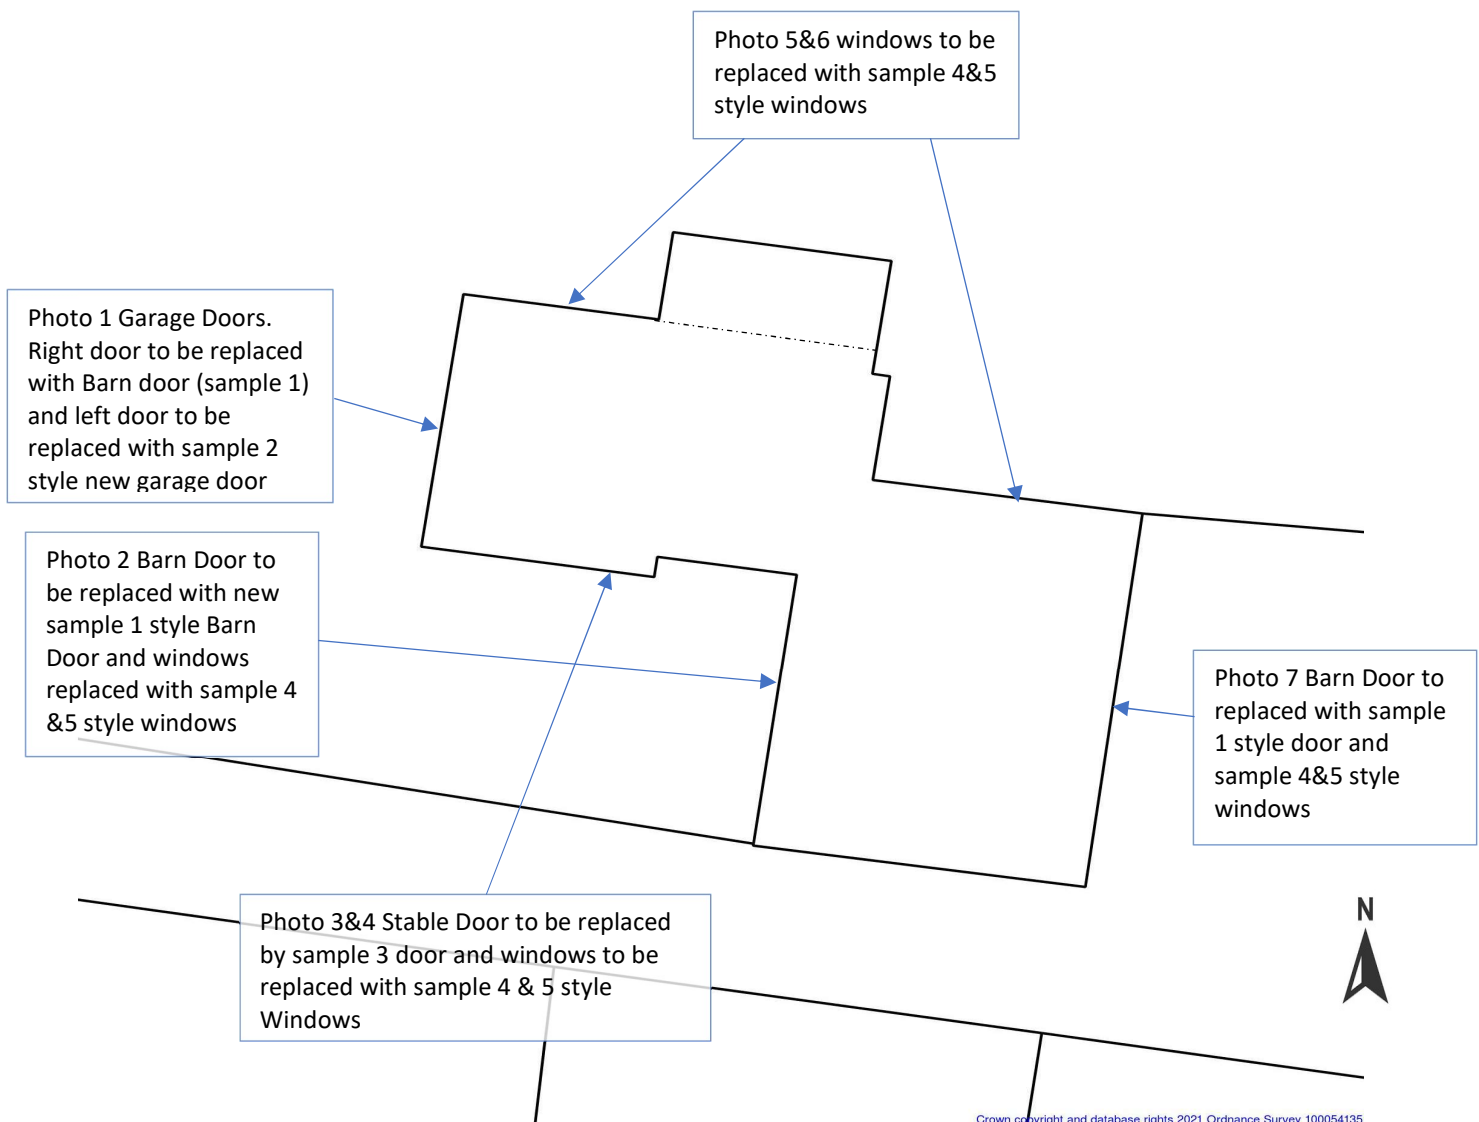 Photo 5&6 windows to be
replaced with sample 4&5
style windows
Photo 1 Garage Doors.
Right door to be replaced
with Barn door (sample 1)
and left door to be
replaced with sample 2
style new garage door
Photo 2 Barn Door to
be replaced with new
sample 1 style Barn
Door and windows
replaced with sample 4
&5 style windows
Photo 7 Barn Door to
replaced with sample
1 style door and
sample 4&5 style
windows
Photo 3&4 Stable Door to be replaced
by sample 3 door and windows to be
replaced with sample 4 & 5 style
Windows
N
Crown copyright and database rights 2021 Ordnance Survey 100054135